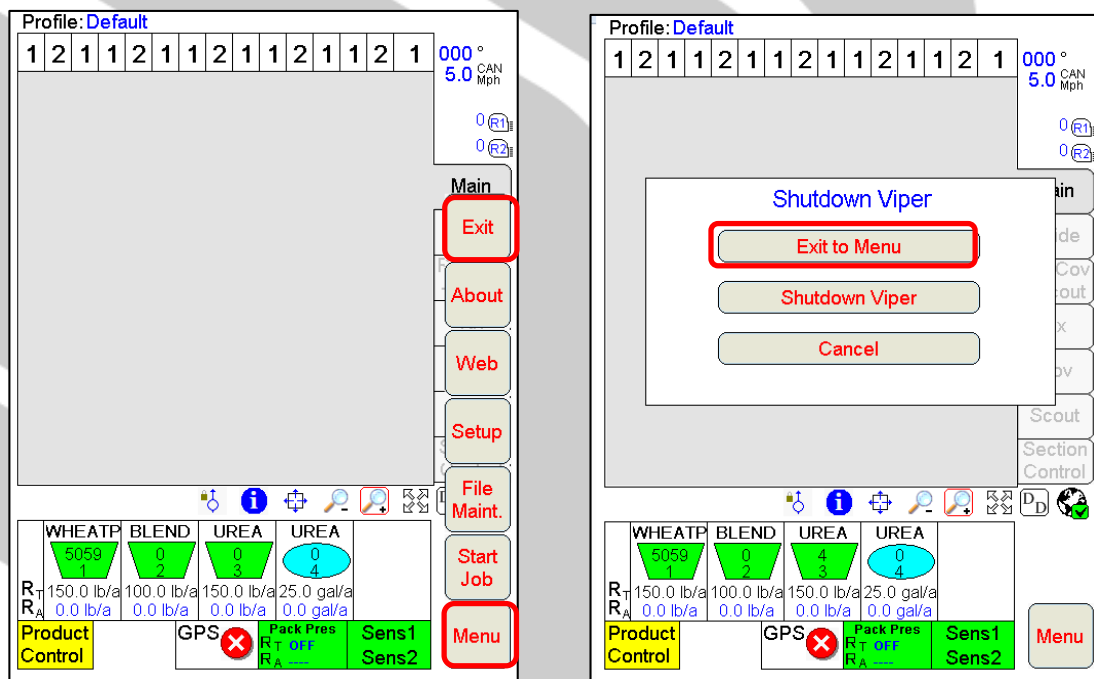 Profile: Default
1 2 1 1 2 1 1 2 1 1 2 1 1 2 1
000 °
5.0 CAN Mph
0 R1
0 R2
Main
Exit
About
Web
Setup
File
Maint.
Start
Job
WHEATP BLEND UREA UREA
5059 0 0 0
1 2 3 4
RT 150.0 lb/a 100.0 lb/a 150.0 lb/a 25.0 gal/a
RA 0.0 lb/a 0.0 lb/a 0.0 lb/a 0.0 gal/a
Product
Control
GPS
Pack Pres
RT OFF
RA ----
Sens1
Sens2
Menu
Profile: Default
1 2 1 1 2 1 1 2 1 1 2 1 1 2 1
000 °
5.0 CAN Mph
0 R1
0 R2
ain
Shutdown Viper
Exit to Menu
Shutdown Viper
Cancel
ide
Cov
out
x
ov
Scout
Section
Control
DD
WHEATP BLEND UREA UREA
5059 0 4 0
1 2 3 4
RT 150.0 lb/a 100.0 lb/a 150.0 lb/a 25.0 gal/a
RA 0.0 lb/a 0.0 lb/a 0.0 lb/a 0.0 gal/a
Product
Control
GPS
Pack Pres
RT OFF
RA ----
Sens1
Sens2
Menu